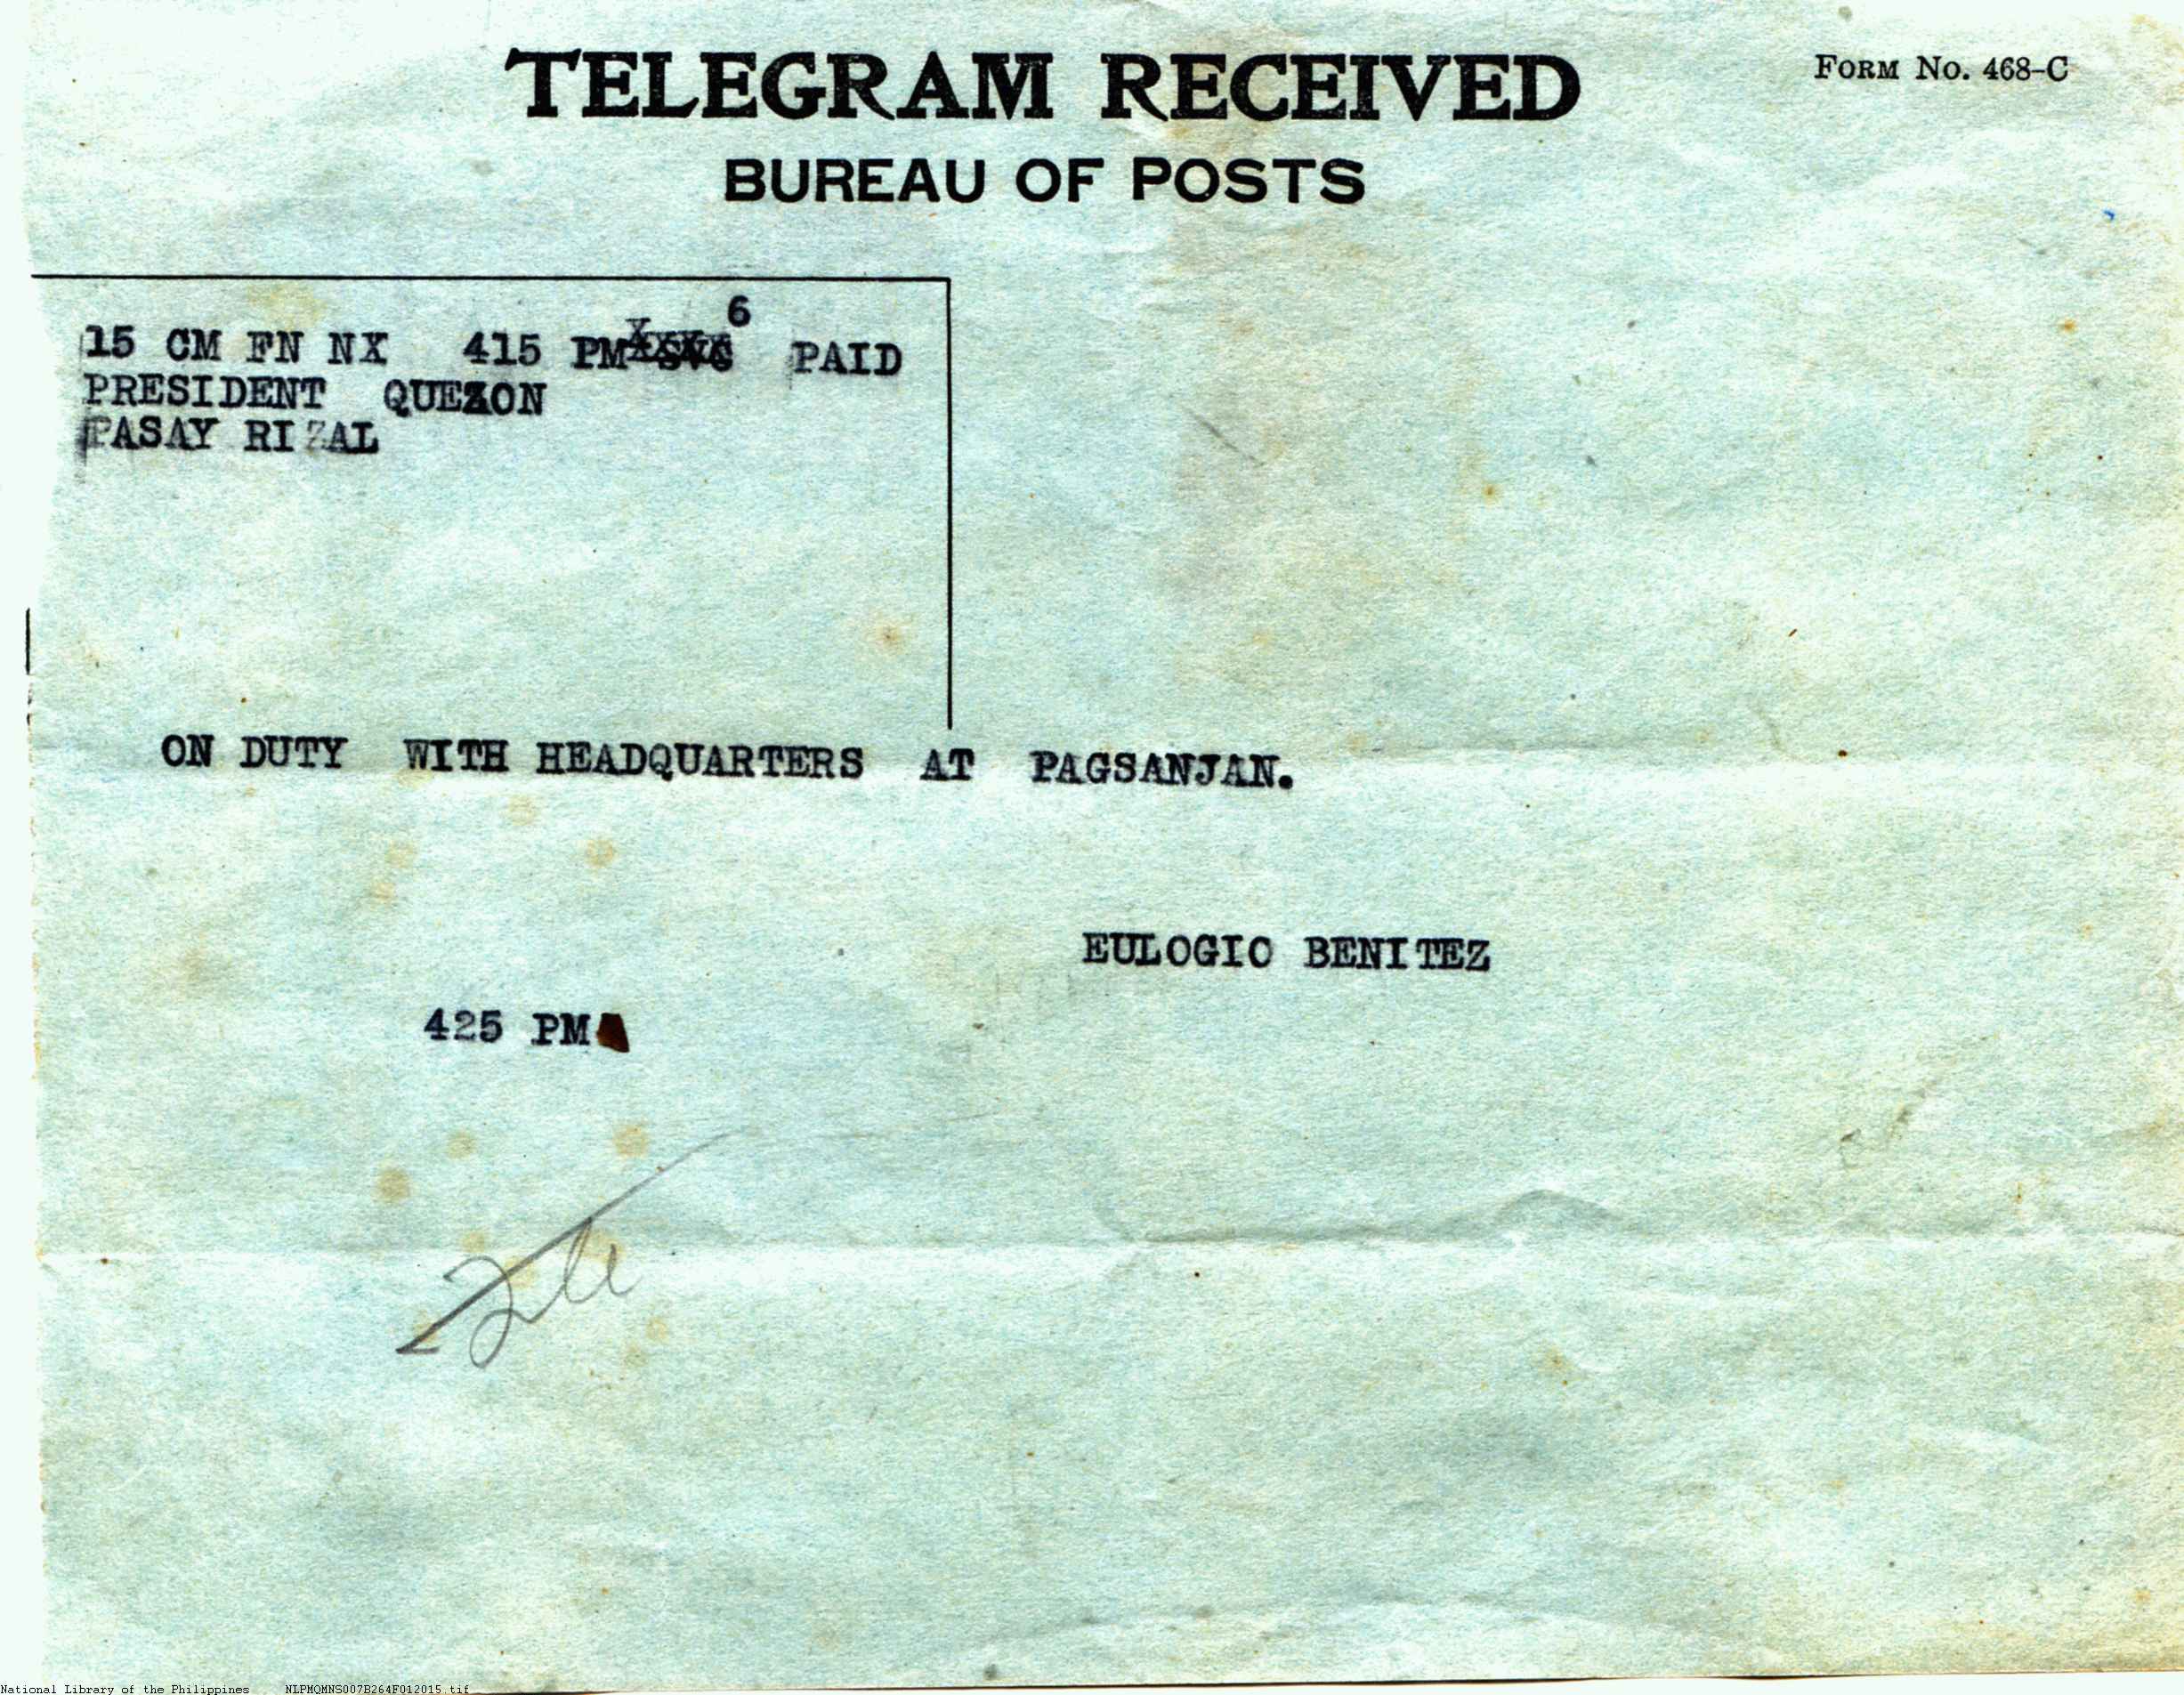 TELEGRAM RECEIVED
FORM NO. 468-C
BUREAU OF POSTS
15 CM FN NX 415 PM 6 PAID
PRESIDENT QUEZON
PASAY RIZAL
ON DUTY WITH HEADQUARTERS AT PAGSANJAN.
EULOGIO BENITEZ
425 PM
National Library of the Philippines NLPMQMNS007B264F012015.tif